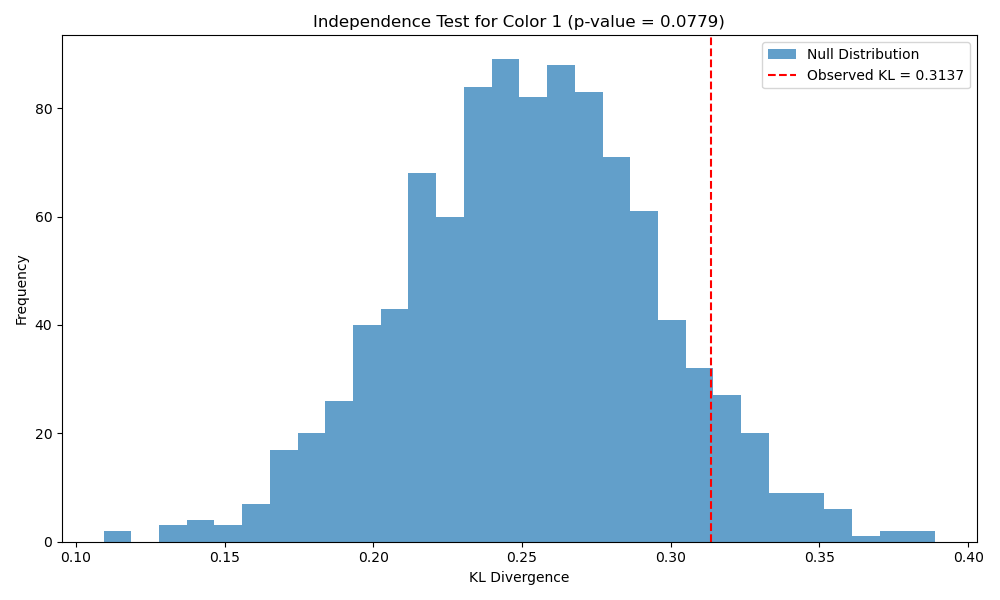 Independence Test for Color 1 (p-value = 0.0779)
Null Distribution
Observed KL = 0.3137
Frequency
80
60
40
20
0
0.10 0.15 0.20 0.25 0.30 0.35 0.40
KL Divergence